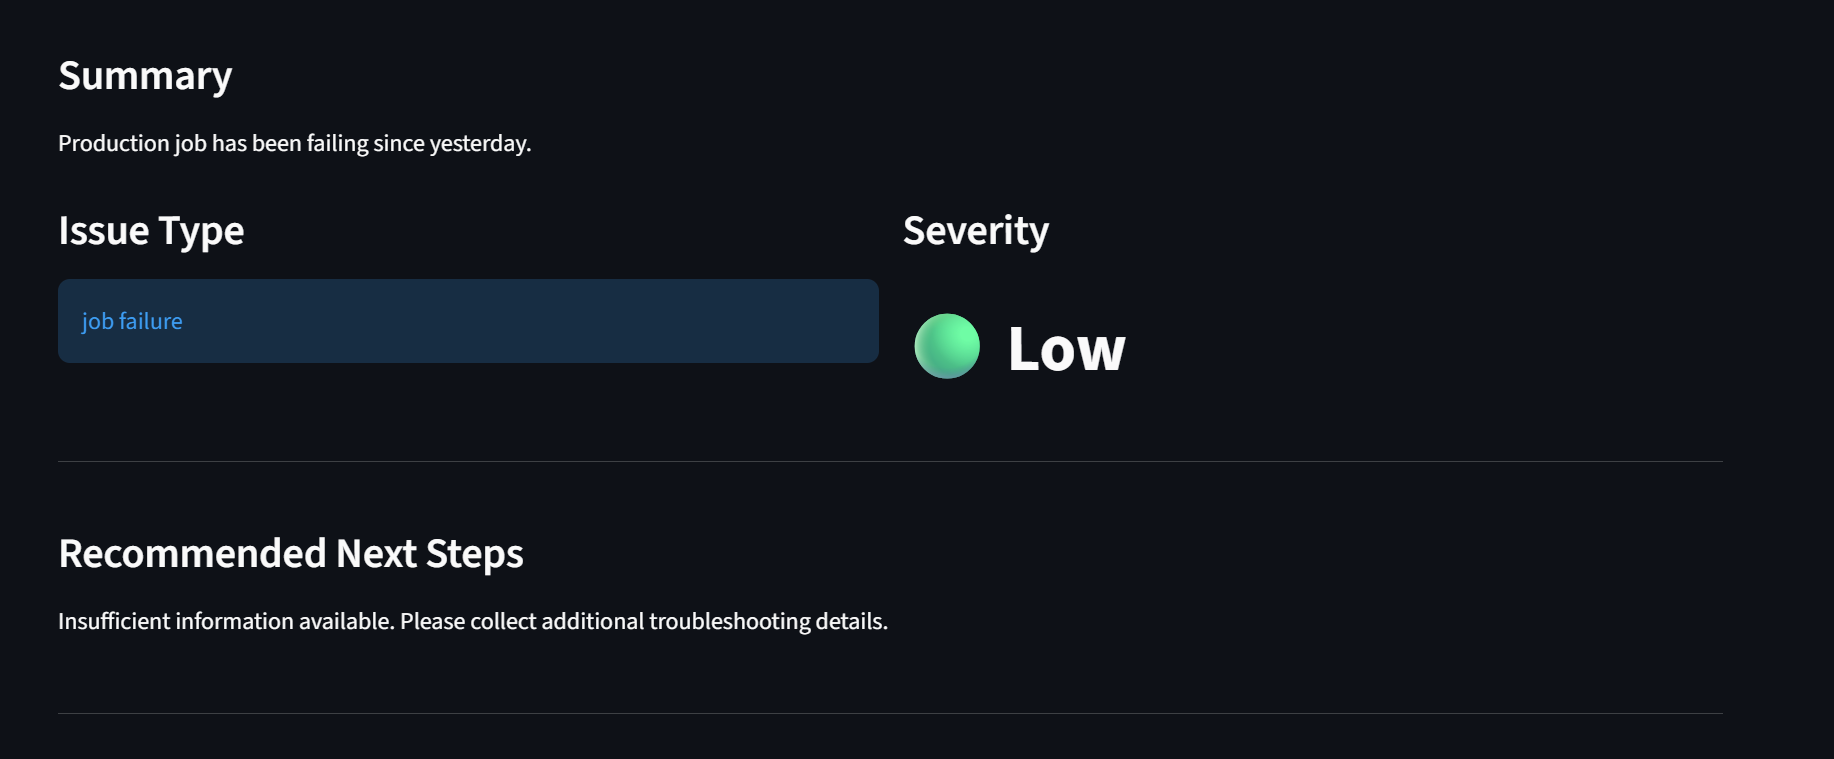 Summary
Production job has been failing since yesterday.
Issue Type
Severity
job failure
Low
Recommended Next Steps
Insufficient information available. Please collect additional troubleshooting details.